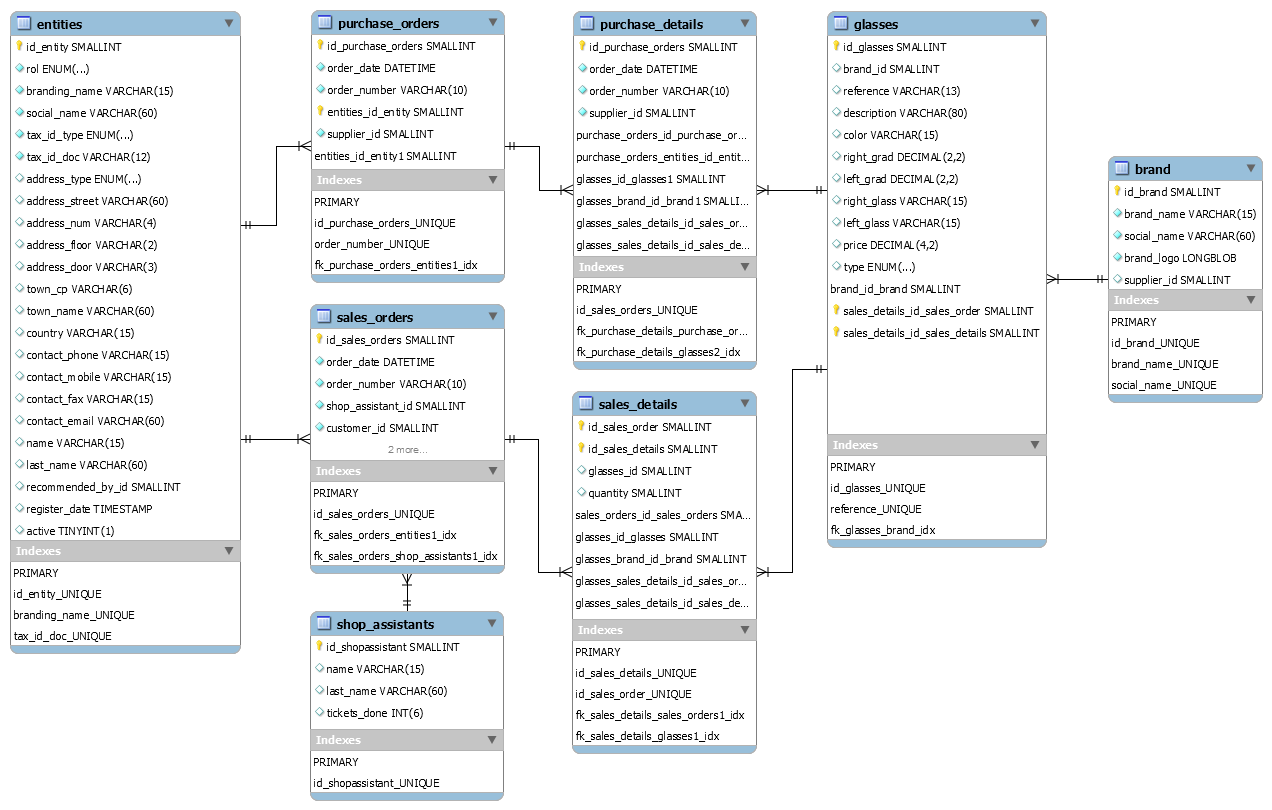 entities
id_entity SMALLINT
rol ENUM(...)
branding_name VARCHAR(15)
social_name VARCHAR(60)
tax_id_type ENUM(...)
tax_id_doc VARCHAR(12)
address_type ENUM(...)
address_street VARCHAR(60)
address_num VARCHAR(4)
address_floor VARCHAR(2)
address_door VARCHAR(3)
town_cp VARCHAR(6)
town_name VARCHAR(60)
country VARCHAR(15)
contact_phone VARCHAR(15)
contact_mobile VARCHAR(15)
contact_fax VARCHAR(15)
contact_email VARCHAR(60)
name VARCHAR(15)
last_name VARCHAR(60)
recommended_by_id SMALLINT
register_date TIMESTAMP
active TINYINT(1)
Indexes
PRIMARY
id_entity_UNIQUE
branding_name_UNIQUE
tax_id_doc_UNIQUE
purchase_orders
id_purchase_orders SMALLINT
order_date DATETIME
order_number VARCHAR(10)
entities_id_entity SMALLINT
supplier_id SMALLINT
entities_id_entity1 SMALLINT
Indexes
PRIMARY
id_purchase_orders_UNIQUE
order_number_UNIQUE
fk_purchase_orders_entities1_idx
sales_orders
id_sales_orders SMALLINT
order_date DATETIME
order_number VARCHAR(10)
shop_assistant_id SMALLINT
customer_id SMALLINT
2 more...
Indexes
PRIMARY
id_sales_orders_UNIQUE
fk_sales_orders_entities1_idx
fk_sales_orders_shop_assistants1_idx
shop_assistants
id_shopassistant SMALLINT
name VARCHAR(15)
last_name VARCHAR(60)
tickets_done INT(6)
Indexes
PRIMARY
id_shopassistant_UNIQUE
purchase_details
id_purchase_orders SMALLINT
order_date DATETIME
order_number VARCHAR(10)
supplier_id SMALLINT
purchase_orders_id_purchase_or...
purchase_orders_entities_id_entit...
glasses_id_glasses1 SMALLINT
glasses_brand_id_brand1 SMALLI...
glasses_sales_details_id_sales_or...
glasses_sales_details_id_sales_de...
Indexes
PRIMARY
id_sales_orders_UNIQUE
fk_purchase_details_purchase_or...
fk_purchase_details_glasses2_idx
sales_details
id_sales_order SMALLINT
id_sales_details SMALLINT
glasses_id SMALLINT
quantity SMALLINT
sales_orders_id_sales_orders SMA...
glasses_id_glasses SMALLINT
glasses_brand_id_brand SMALLINT
glasses_sales_details_id_sales_or...
glasses_sales_details_id_sales_de...
Indexes
PRIMARY
id_sales_details_UNIQUE
id_sales_order_UNIQUE
fk_sales_details_sales_orders1_idx
fk_sales_details_glasses1_idx
glasses
id_glasses SMALLINT
brand_id SMALLINT
reference VARCHAR(13)
description VARCHAR(80)
color VARCHAR(15)
right_grad DECIMAL(2,2)
left_grad DECIMAL(2,2)
right_glass VARCHAR(15)
left_glass VARCHAR(15)
price DECIMAL(4,2)
type ENUM(...)
brand_id_brand SMALLINT
sales_details_id_sales_order SMALLINT
sales_details_id_sales_details SMALLINT
Indexes
PRIMARY
id_glasses_UNIQUE
reference_UNIQUE
fk_glasses_brand_idx
brand
id_brand SMALLINT
brand_name VARCHAR(15)
social_name VARCHAR(60)
brand_logo LONGBLOB
supplier_id SMALLINT
Indexes
PRIMARY
id_brand_UNIQUE
brand_name_UNIQUE
social_name_UNIQUE